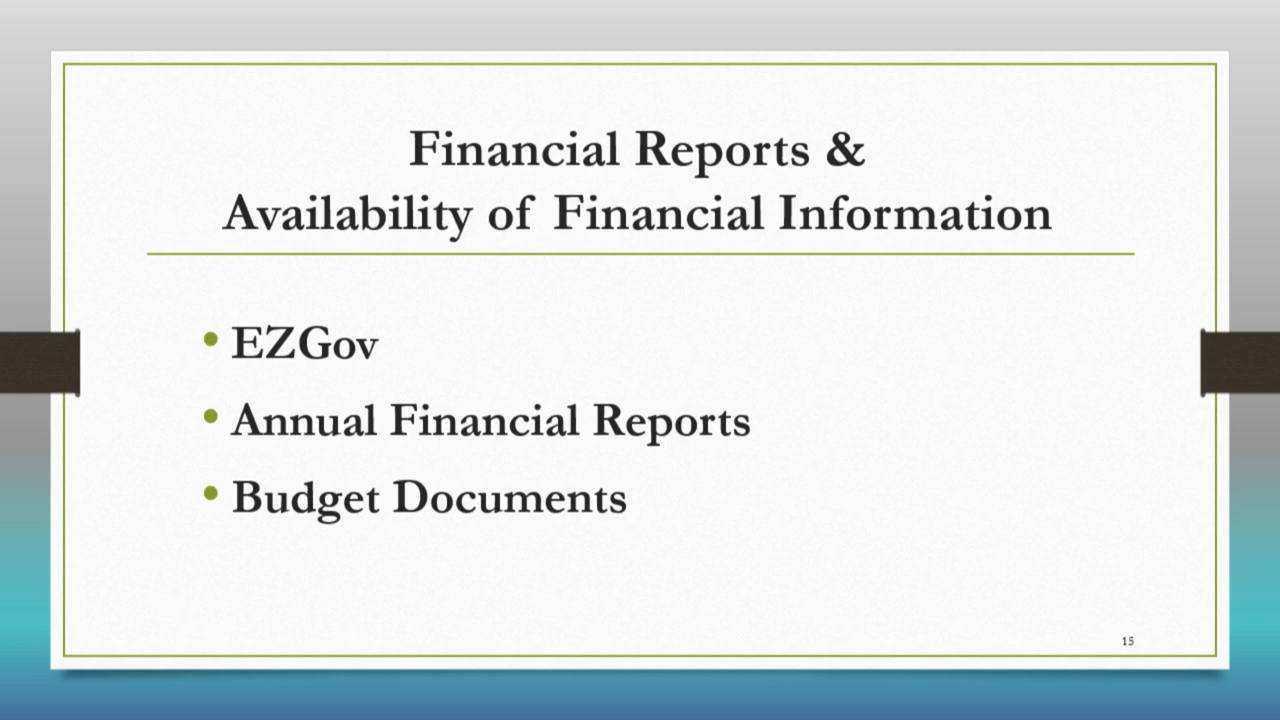 Financial Reports &
Availability of Financial Information
• EZGov
• Annual Financial Reports
• Budget Documents
15